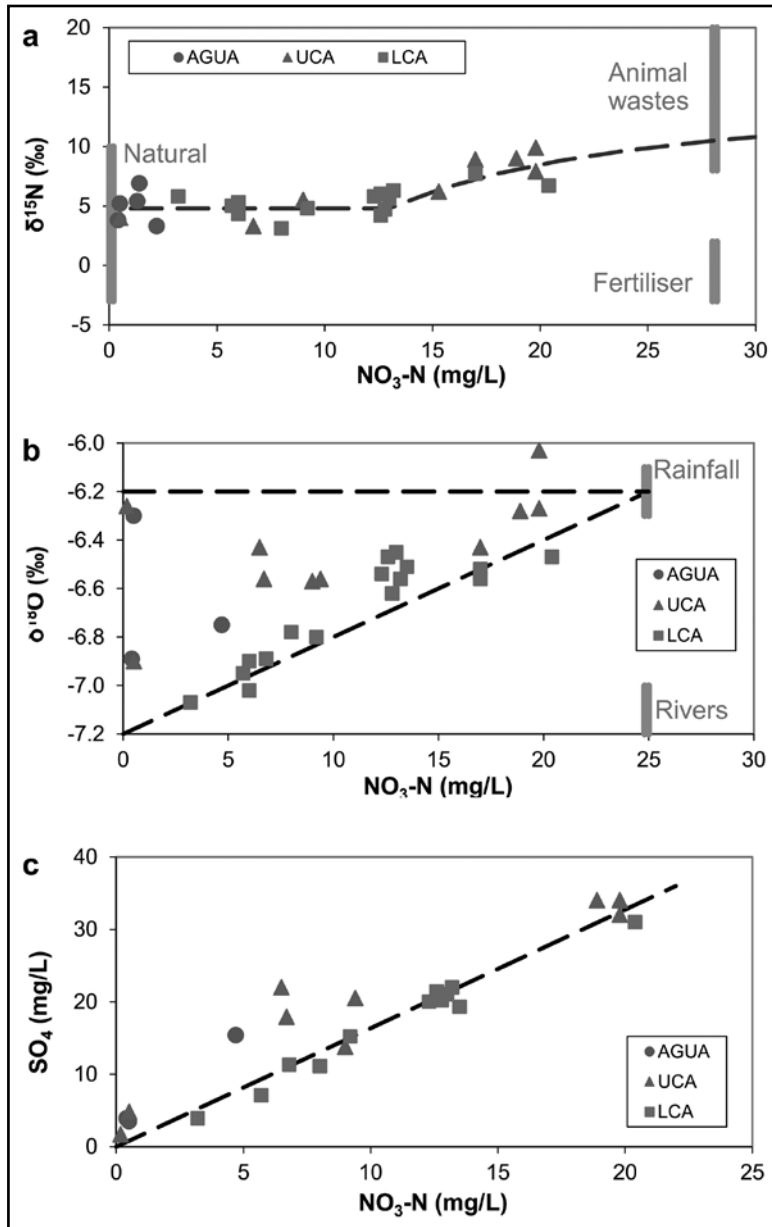 a
20
15
10
5
0
-5
δ¹⁵N (‰)
AGUA UCA LCA
Natural
Animal
wastes
Fertiliser
0 5 10 15 20 25 30
NO₃-N (mg/L)
b
-6.0
-6.2
-6.4
-6.6
-6.8
-7.0
-7.2
δ¹⁸O (‰)
Rainfall
AGUA
UCA
LCA
Rivers
0 5 10 15 20 25 30
NO₃-N (mg/L)
c
40
30
20
10
0
SO₄ (mg/L)
AGUA
UCA
LCA
0 5 10 15 20 25
NO₃-N (mg/L)